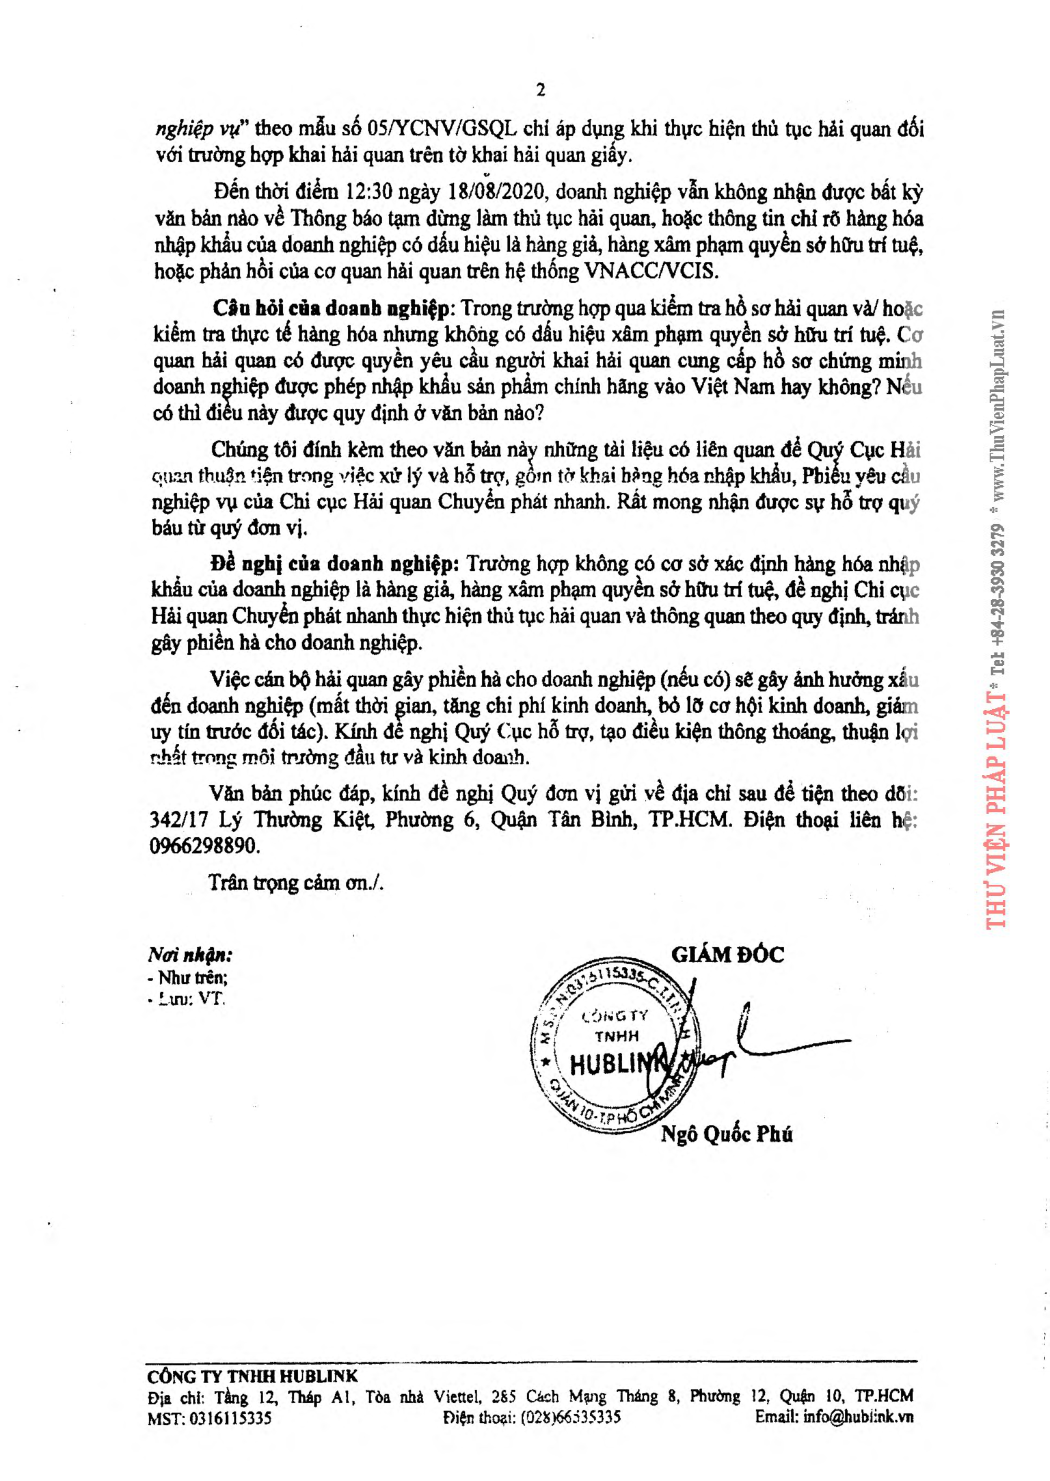 2
nghiệp vụ" theo mẫu số 05/YCNV/GSQL chỉ áp dụng khi thực hiện thủ tục hải quan đối
với trường hợp khai hải quan trên tờ khai hải quan giấy.
Đến thời điểm 12:30 ngày 18/08/2020, doanh nghiệp vẫn không nhận được bất kỳ
văn bản nào về Thông báo tạm dừng làm thủ tục hải quan, hoặc thông tin chỉ rõ hàng hóa
nhập khẩu của doanh nghiệp có dấu hiệu là hàng giả, hàng xâm phạm quyền sở hữu trí tuệ,
hoặc phản hồi của cơ quan hải quan trên hệ thống VNACC/VCIS.
Câu hỏi của doanh nghiệp: Trong trường hợp qua kiểm tra hồ sơ hải quan và/ hoặc
kiểm tra thực tế hàng hóa nhưng không có dấu hiệu xâm phạm quyền sở hữu trí tuệ. Cơ
quan hải quan có được quyền yêu cầu người khai hải quan cung cấp hồ sơ chứng minh
doanh nghiệp được phép nhập khẩu sản phẩm chính hãng vào Việt Nam hay không? Nếu
có thì điều này được quy định ở văn bản nào?
Chúng tôi đính kèm theo văn bản này những tài liệu có liên quan để Quý Cục Hải
quan thuận tiện trong việc xử lý và hỗ trợ, gồm tờ khai hàng hóa nhập khẩu, Phiếu yêu cầu
nghiệp vụ của Chi cục Hải quan Chuyển phát nhanh. Rất mong nhận được sự hỗ trợ quý
báu từ quý đơn vị.
Đề nghị của doanh nghiệp: Trường hợp không có cơ sở xác định hàng hóa nhập
khẩu của doanh nghiệp là hàng giả, hàng xâm phạm quyền sở hữu trí tuệ, đề nghị Chi cục
Hải quan Chuyển phát nhanh thực hiện thủ tục hải quan và thông quan theo quy định, tránh
gây phiền hà cho doanh nghiệp.
Việc cán bộ hải quan gây phiền hà cho doanh nghiệp (nếu có) sẽ gây ảnh hưởng xấu
đến doanh nghiệp (mất thời gian, tăng chi phí kinh doanh, bỏ lỡ cơ hội kinh doanh, giảm
uy tín trước đối tác). Kính đề nghị Quý Cục hỗ trợ, tạo điều kiện thông thoáng, thuận lợi
nhất trong môi trường đầu tư và kinh doanh.
Văn bản phúc đáp, kính đề nghị Quý đơn vị gửi về địa chỉ sau để tiện theo dõi:
342/17 Lý Thường Kiệt, Phường 6, Quận Tân Bình, TP.HCM. Điện thoại liên hệ:
0966298890.
Trân trọng cảm ơn./.
Nơi nhận:
- Như trên;
- Lưu: VT.
GIÁM ĐỐC
M.S.D.N:0316115335-C.T.T.N.H.H
CÔNG TY
TNHH
HUBLINK
QUẬN 10-T.P HỒ CHÍ MINH
Ngô Quốc Phú
CÔNG TY TNHH HUBLINK
Địa chỉ: Tầng 12, Tháp A1, Tòa nhà Viettel, 285 Cách Mạng Tháng 8, Phường 12, Quận 10, TP.HCM
MST: 0316115335 Điện thoại: (028)66535335 Email: info@hublink.vn
THƯ VIỆN PHÁP LUẬT * Tel: +84-28-3930 3279 * www.ThuVienPhapLuat.vn